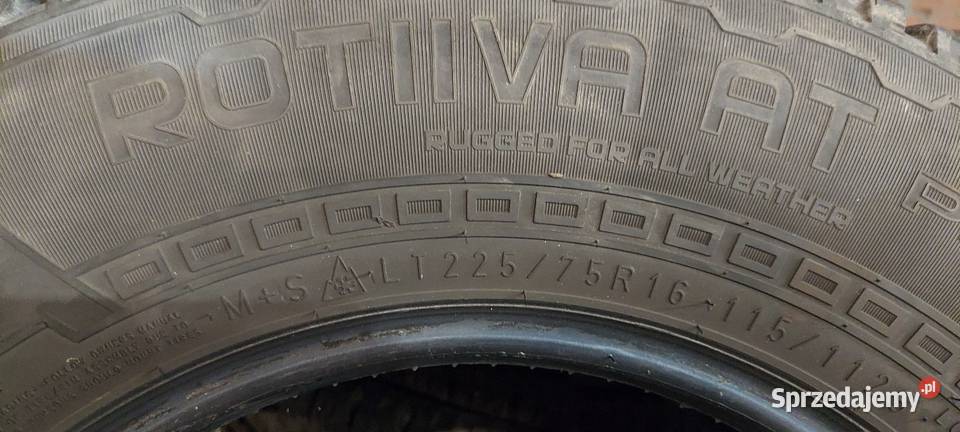 ROTIIVA AT P
RUGGED FOR ALL WEATHER
M+S LT225/75R16 115/112
Sprzedajemy.pl